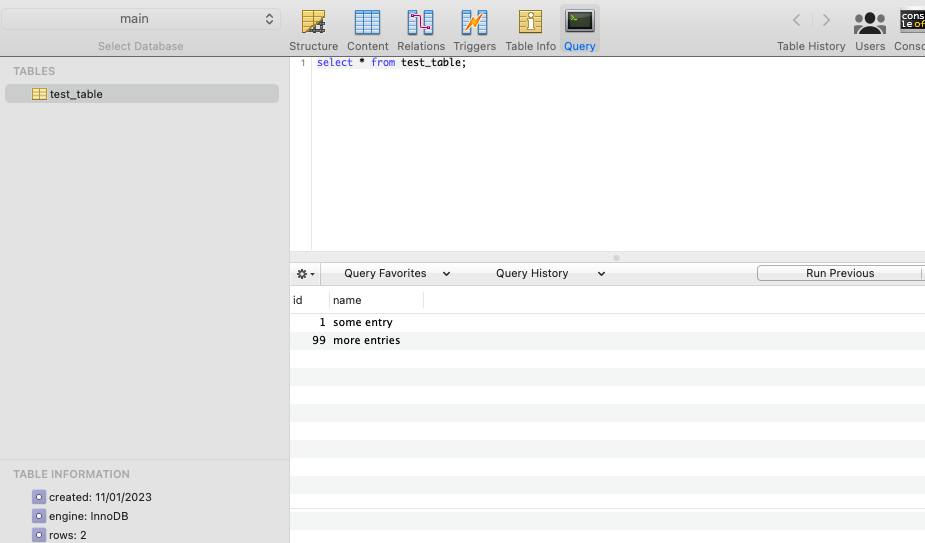 main
Select Database
Structure Content Relations Triggers Table Info Query
Table History Users
TABLES
test_table
1 select * from test_table;
Query Favorites Query History Run Previous
id name
1 some entry
99 more entries
TABLE INFORMATION
created: 11/01/2023
engine: InnoDB
rows: 2